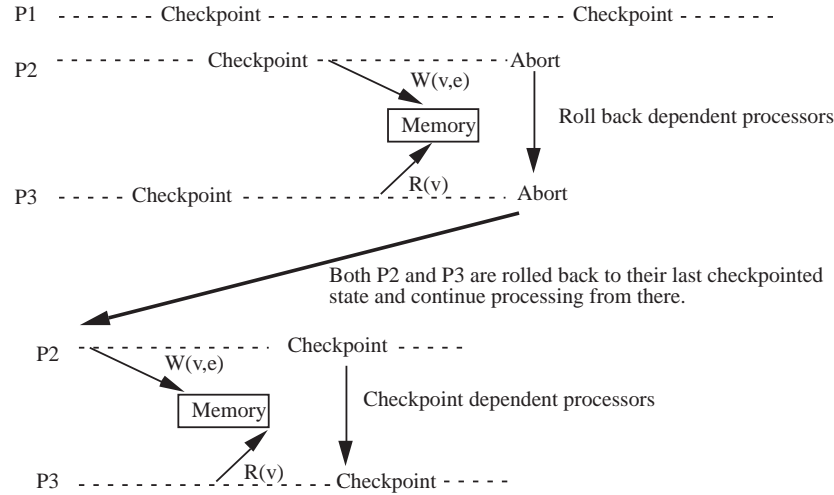 P1 Checkpoint Checkpoint
P2 Checkpoint Abort
W(v,e)
Memory
Roll back dependent processors
R(v)
P3 Checkpoint Abort
Both P2 and P3 are rolled back to their last checkpointed
state and continue processing from there.
P2 Checkpoint
W(v,e)
Memory
Checkpoint dependent processors
R(v)
P3 Checkpoint